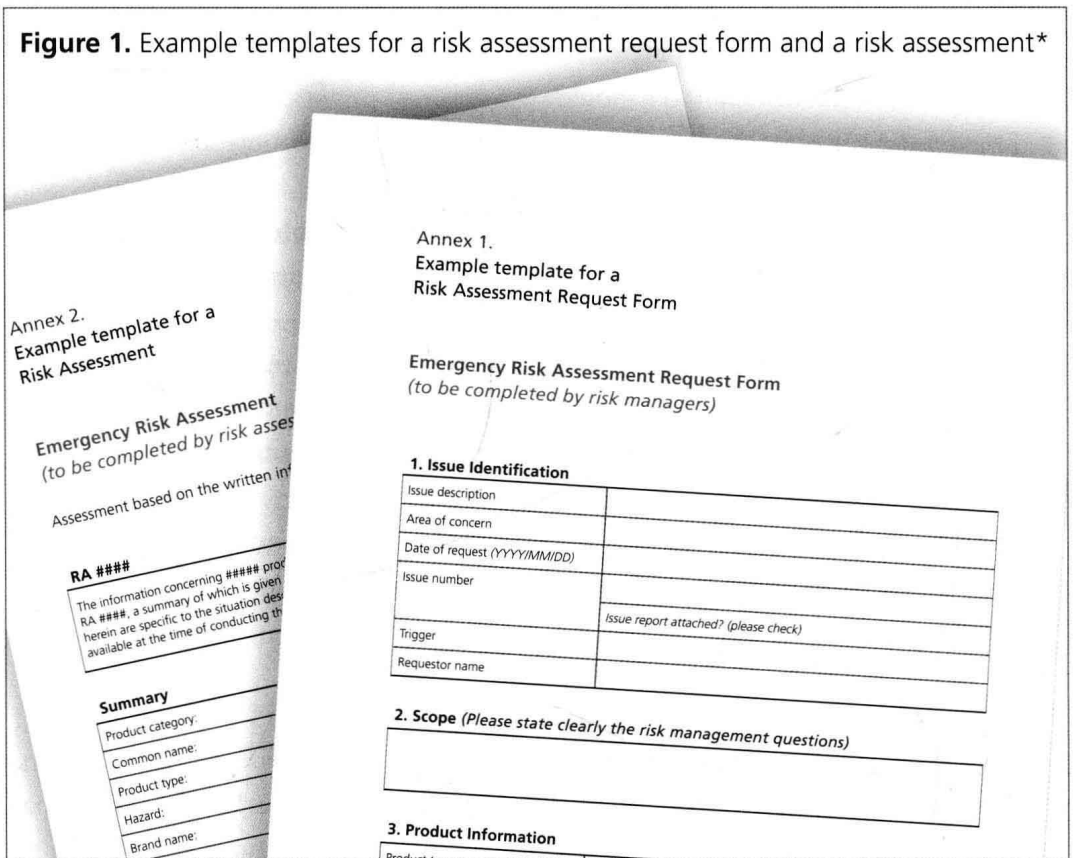 Figure 1. Example templates for a risk assessment request form and a risk assessment*
Annex 2.
Example template for a
Risk Assessment
Emergency Risk Assessment
(to be completed by risk asses
Assessment based on the written in
RA ####
The information concerning ##### prod
RA ####, a summary of which is given
herein are specific to the situation des
available at the time of conducting th
Summary
Product category:
Common name:
Product type:
Hazard:
Brand name:
Annex 1.
Example template for a
Risk Assessment Request Form
Emergency Risk Assessment Request Form
(to be completed by risk managers)
1. Issue Identification
Issue description
Area of concern
Date of request (YYYY/MM/DD)
Issue number
Issue report attached? (please check)
Trigger
Requestor name
2. Scope (Please state clearly the risk management questions)
3. Product Information